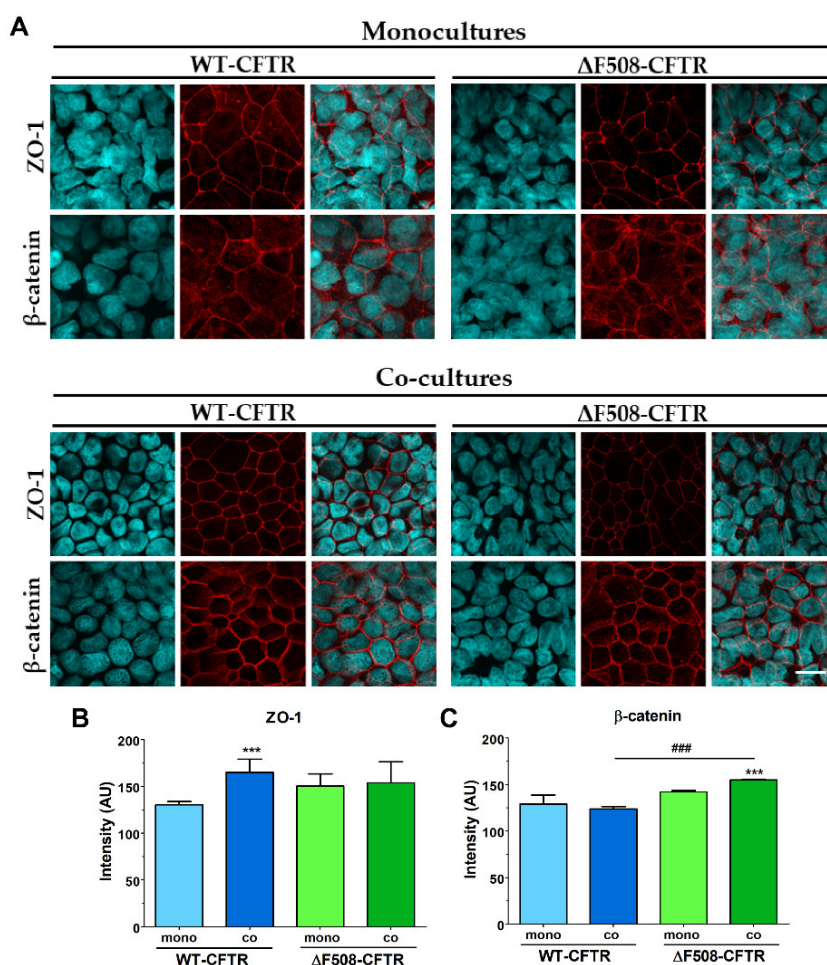 A
Monocultures
WT-CFTR ΔF508-CFTR
ZO-1
β-catenin
Co-cultures
WT-CFTR ΔF508-CFTR
ZO-1
β-catenin
B
ZO-1
Intensity (AU)
200
150
100
50
0
***
mono co mono co
WT-CFTR ΔF508-CFTR
C
β-catenin
Intensity (AU)
200
150
100
50
0
###
***
mono co mono co
WT-CFTR ΔF508-CFTR